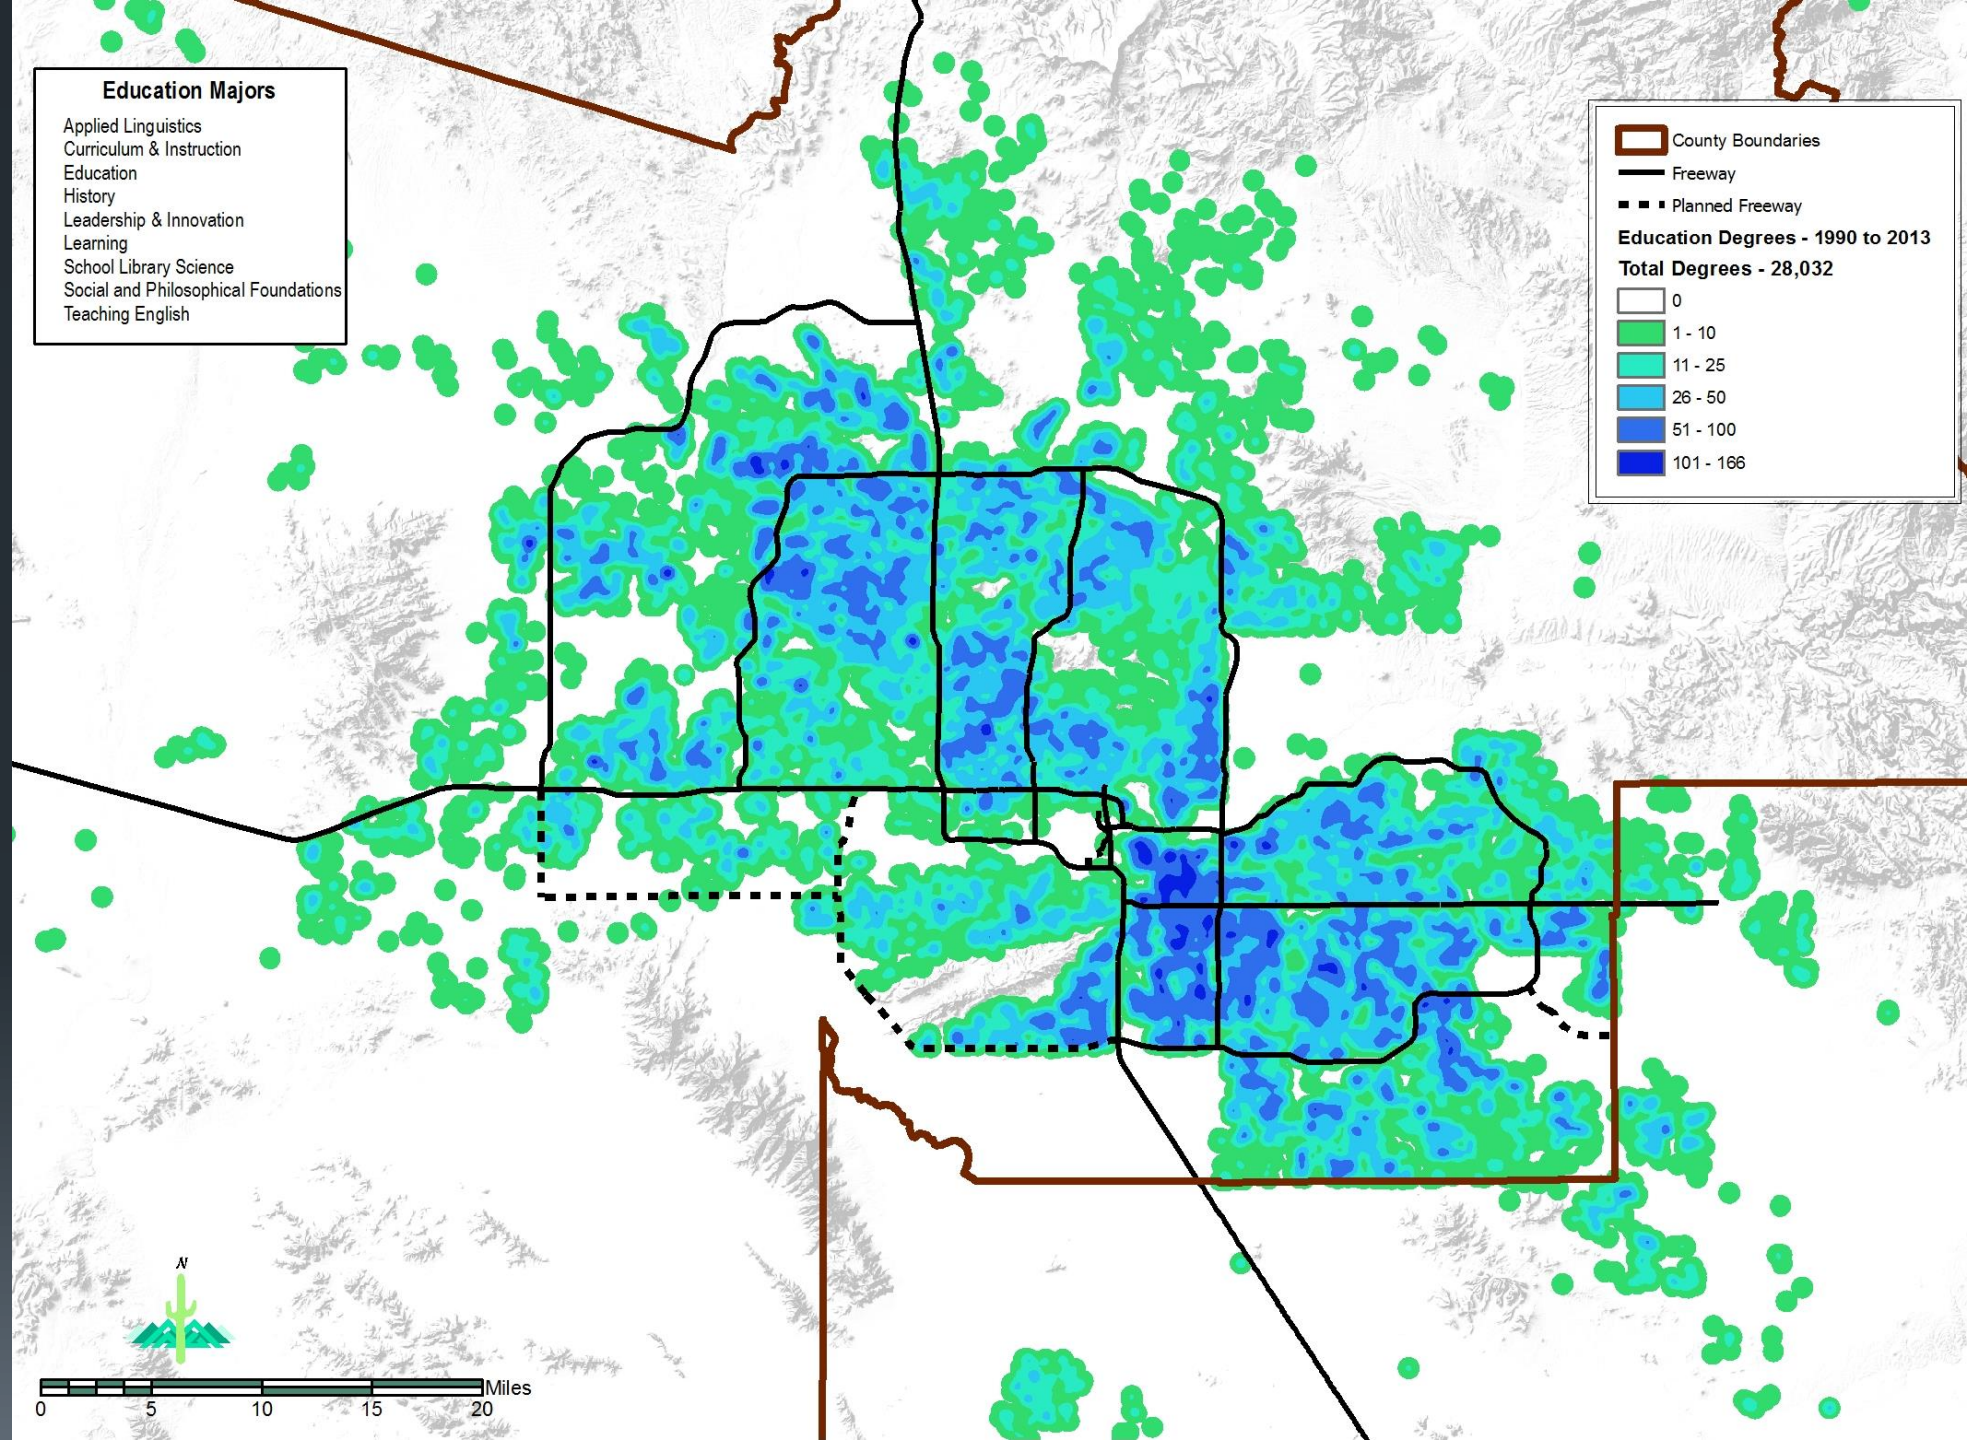 Education Majors
Applied Linguistics
Curriculum & Instruction
Education
History
Leadership & Innovation
Learning
School Library Science
Social and Philosophical Foundations
Teaching English
County Boundaries
Freeway
Planned Freeway
Education Degrees - 1990 to 2013
Total Degrees - 28,032
0
1 - 10
11 - 25
26 - 50
51 - 100
101 - 166
N
Miles
0 5 10 15 20